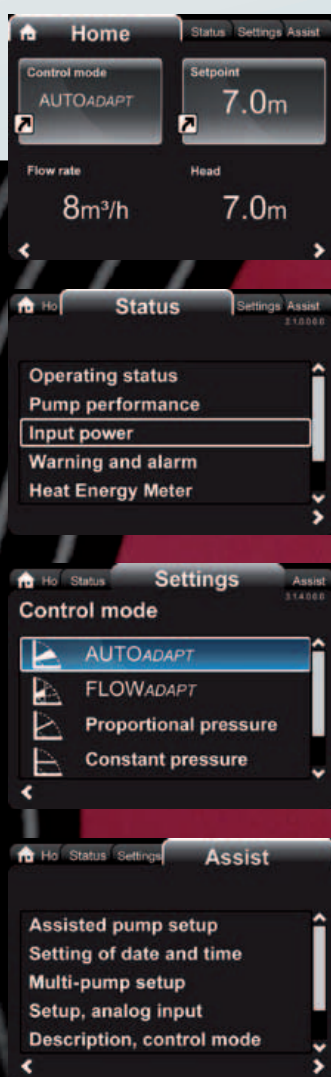 Home Status Settings Assist
Control mode Setpoint
AUTOADAPT 7.0m
Flow rate Head
8m³/h 7.0m
Ho Status Settings Assist
2.1.0.0.6.0
Operating status
Pump performance
Input power
Warning and alarm
Heat Energy Meter
Ho Status Settings Assist
3.1.4.0.6.0
Control mode
AUTOADAPT
FLOWADAPT
Proportional pressure
Constant pressure
Ho Status Settings Assist
Assisted pump setup
Setting of date and time
Multi-pump setup
Setup, analog input
Description, control mode